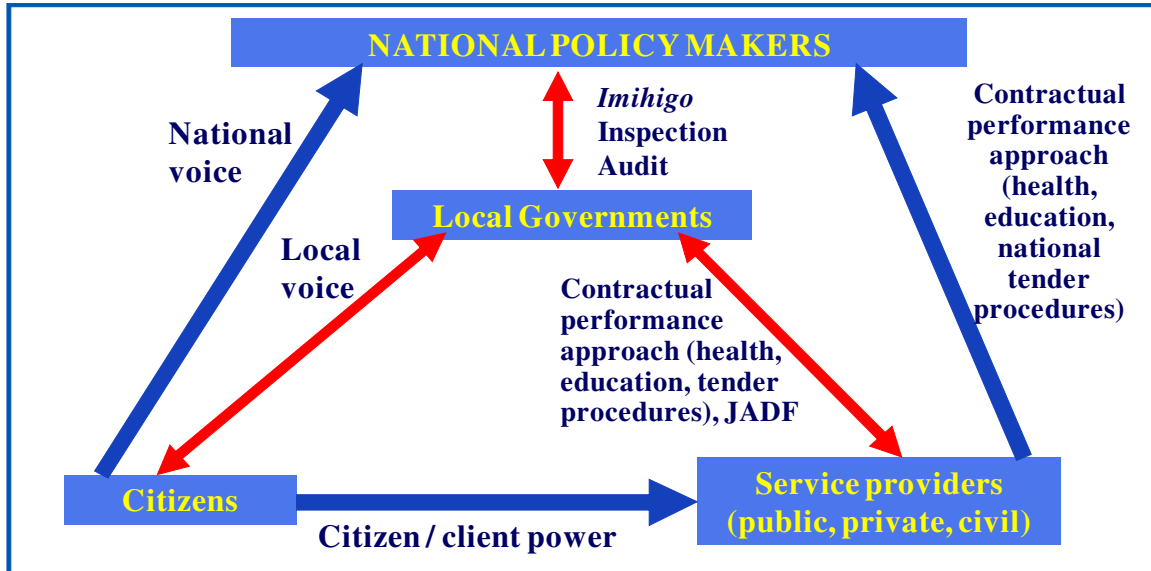 NATIONAL POLICY MAKERS
National
voice
Imihigo
Inspection
Audit
Contractual
performance
approach
(health,
education,
national
tender
procedures)
Local Governments
Local
voice
Contractual
performance
approach (health,
education, tender
procedures), JADF
Citizens
Citizen / client power
Service providers
(public, private, civil)